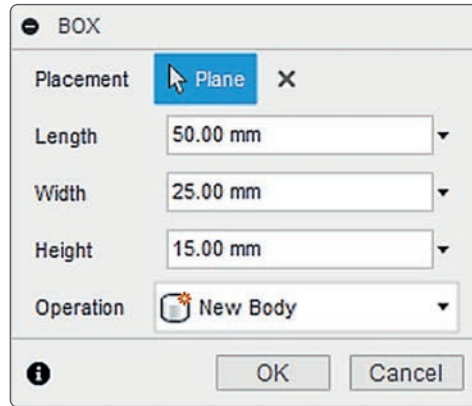 BOX
Placement Plane
Length 50.00 mm
Width 25.00 mm
Height 15.00 mm
Operation New Body
OK Cancel